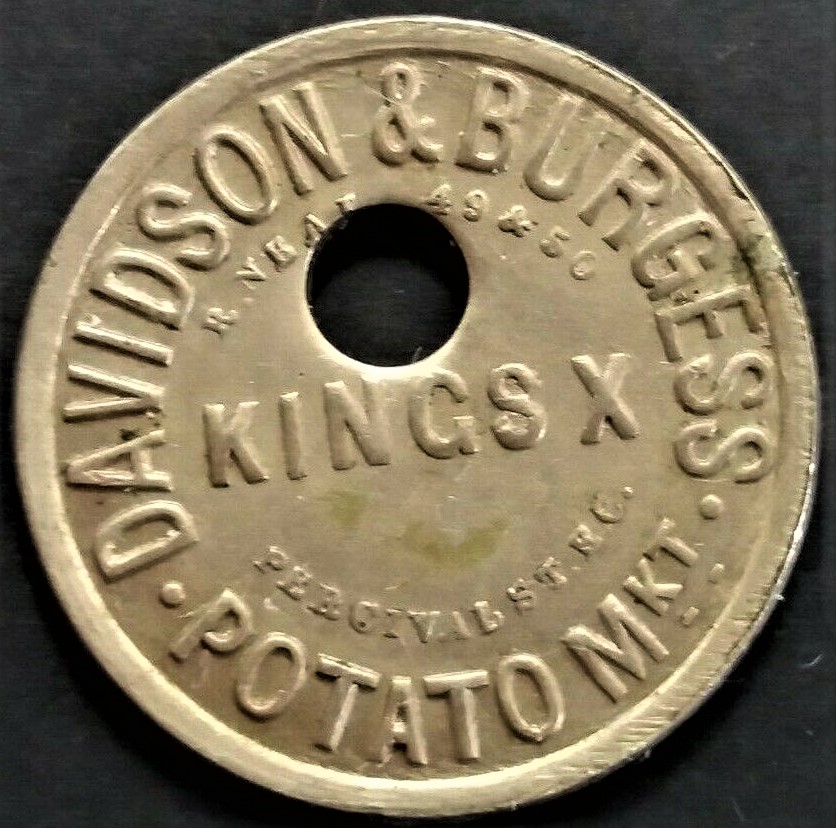 DAVIDSON & BURGESS
R. NEAL 49 & 50
KINGS X
PERCIVAL ST. E C.
· POTATO MKT ·